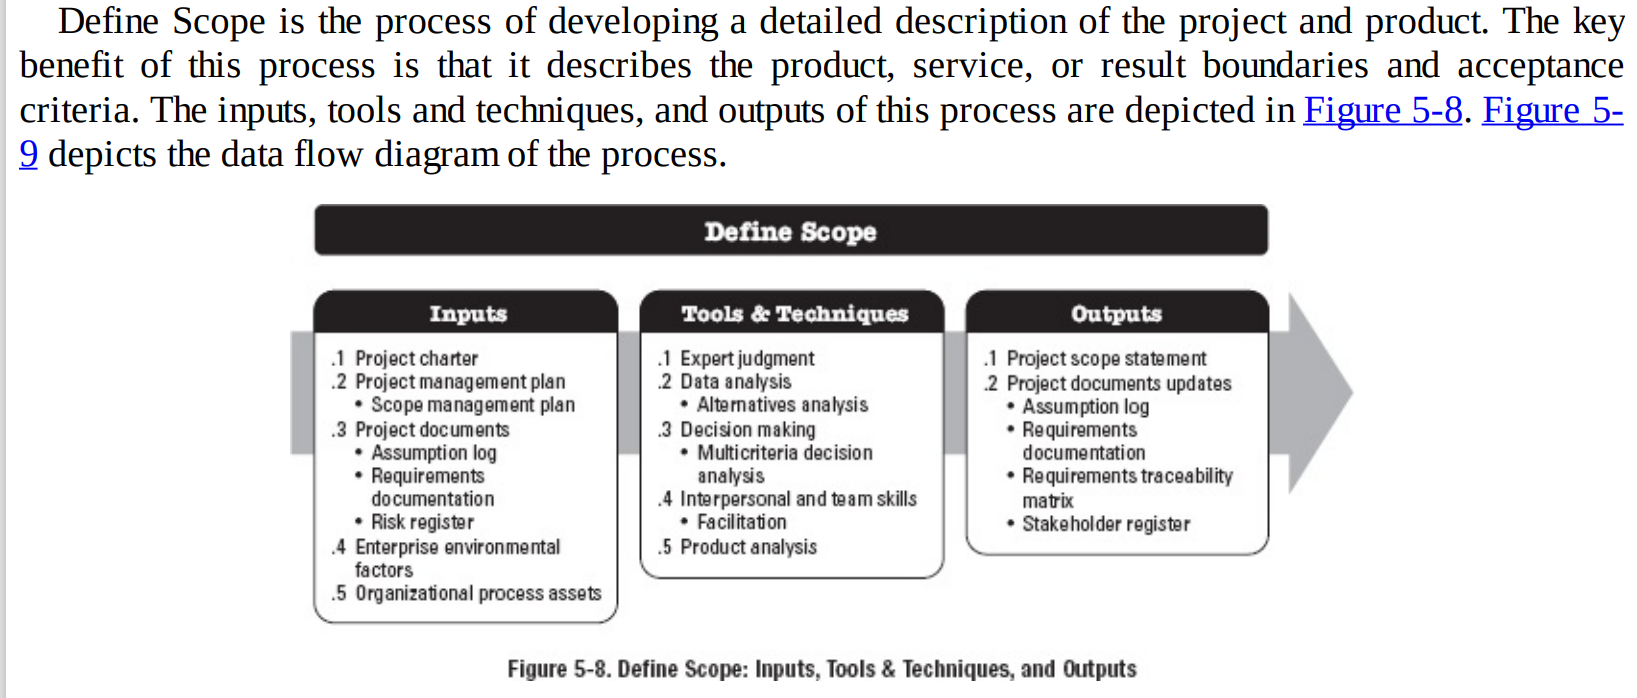 Define Scope is the process of developing a detailed description of the project and product. The key
benefit of this process is that it describes the product, service, or result boundaries and acceptance
criteria. The inputs, tools and techniques, and outputs of this process are depicted in Figure 5-8. Figure 5-
9 depicts the data flow diagram of the process.
Define Scope
Inputs
.1 Project charter
.2 Project management plan
• Scope management plan
.3 Project documents
• Assumption log
• Requirements
documentation
• Risk register
.4 Enterprise environmental
factors
.5 Organizational process assets
Tools & Techniques
.1 Expert judgment
.2 Data analysis
• Alternatives analysis
.3 Decision making
• Multicriteria decision
analysis
.4 Interpersonal and team skills
• Facilitation
.5 Product analysis
Outputs
.1 Project scope statement
.2 Project documents updates
• Assumption log
• Requirements
documentation
• Requirements traceability
matrix
• Stakeholder register
Figure 5-8. Define Scope: Inputs, Tools & Techniques, and Outputs